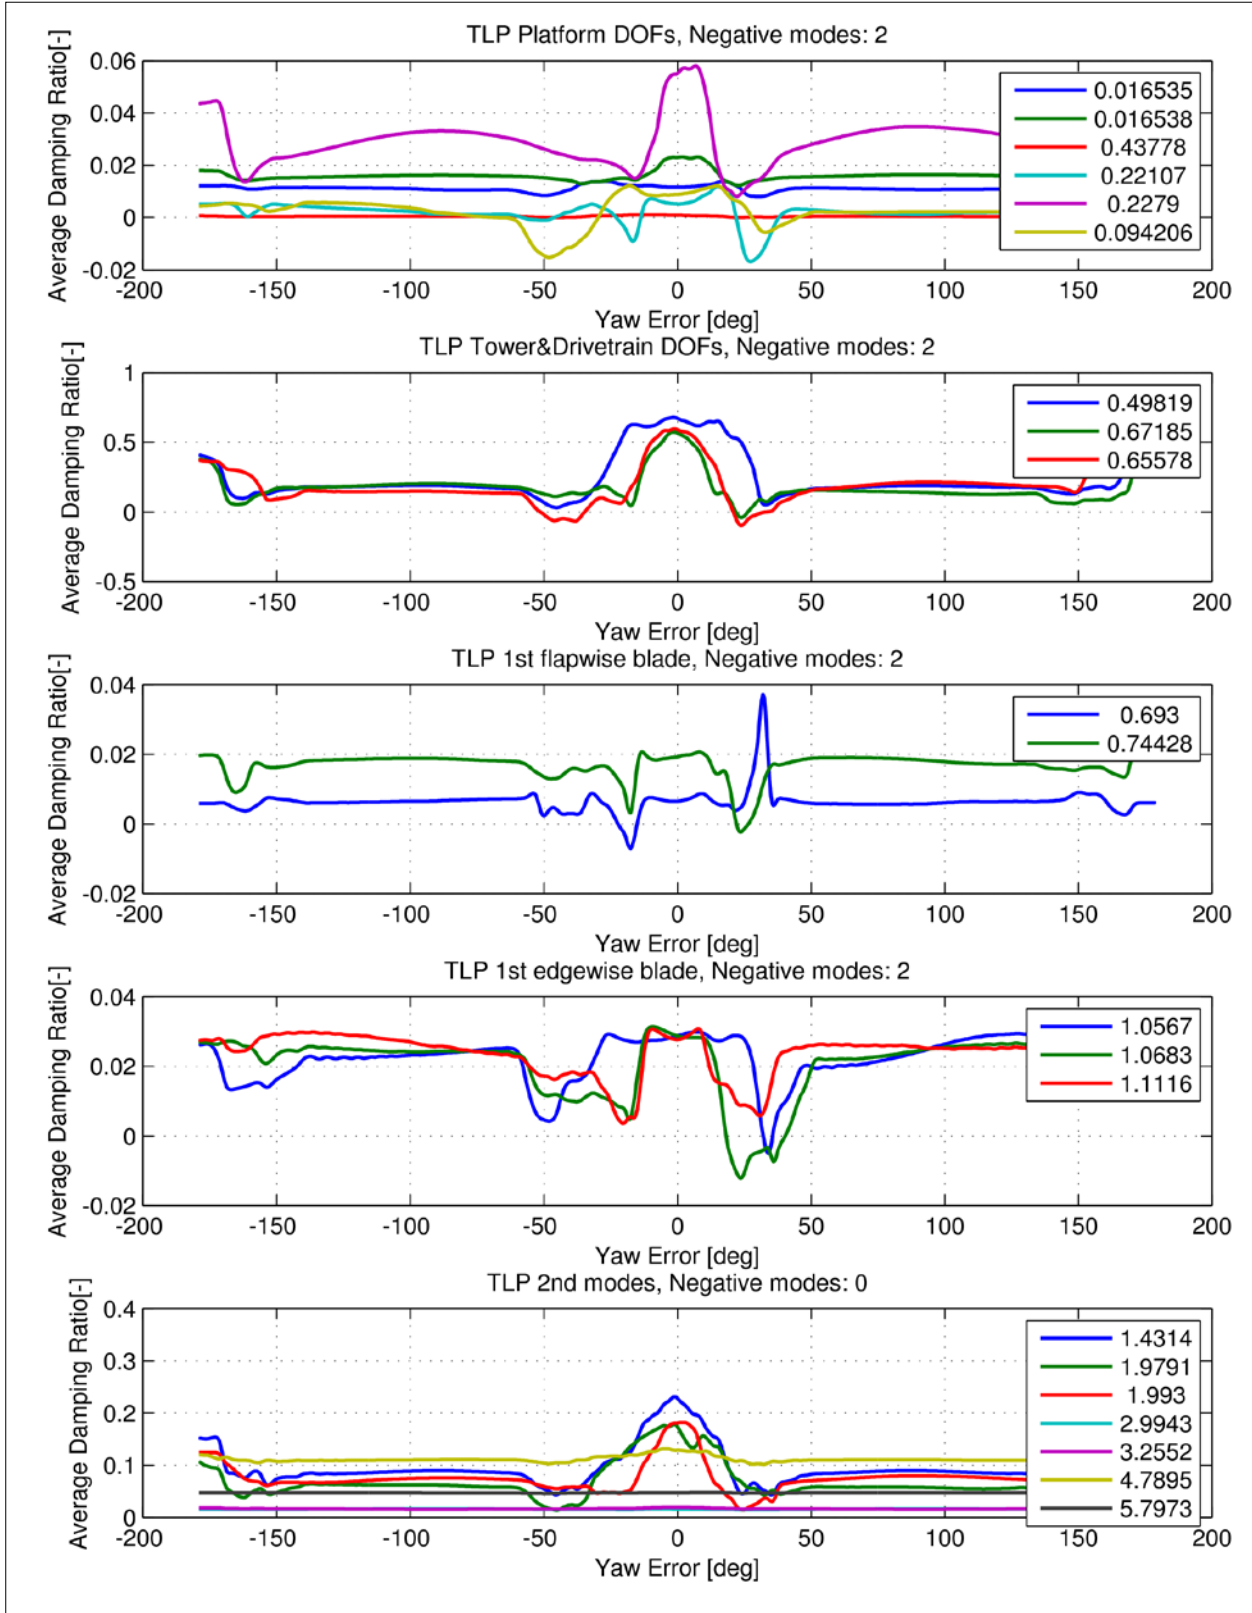 TLP Platform DOFs, Negative modes: 2
Average Damping Ratio[-]
0.06
0.04
0.02
0
-0.02
-200 -150 -100 -50 0 50 100 150 200
Yaw Error [deg]
0.016535
0.016538
0.43778
0.22107
0.2279
0.094206
TLP Tower&Drivetrain DOFs, Negative modes: 2
Average Damping Ratio[-]
1
0.5
0
-0.5
-200 -150 -100 -50 0 50 100 150 200
Yaw Error [deg]
0.49819
0.67185
0.65578
TLP 1st flapwise blade, Negative modes: 2
Average Damping Ratio[-]
0.04
0.02
0
-0.02
-200 -150 -100 -50 0 50 100 150 200
Yaw Error [deg]
0.693
0.74428
TLP 1st edgewise blade, Negative modes: 2
Average Damping Ratio[-]
0.04
0.02
0
-0.02
-200 -150 -100 -50 0 50 100 150 200
Yaw Error [deg]
1.0567
1.0683
1.1116
TLP 2nd modes, Negative modes: 0
Average Damping Ratio[-]
0.4
0.3
0.2
0.1
0
-200 -150 -100 -50 0 50 100 150 200
Yaw Error [deg]
1.4314
1.9791
1.993
2.9943
3.2552
4.7895
5.7973